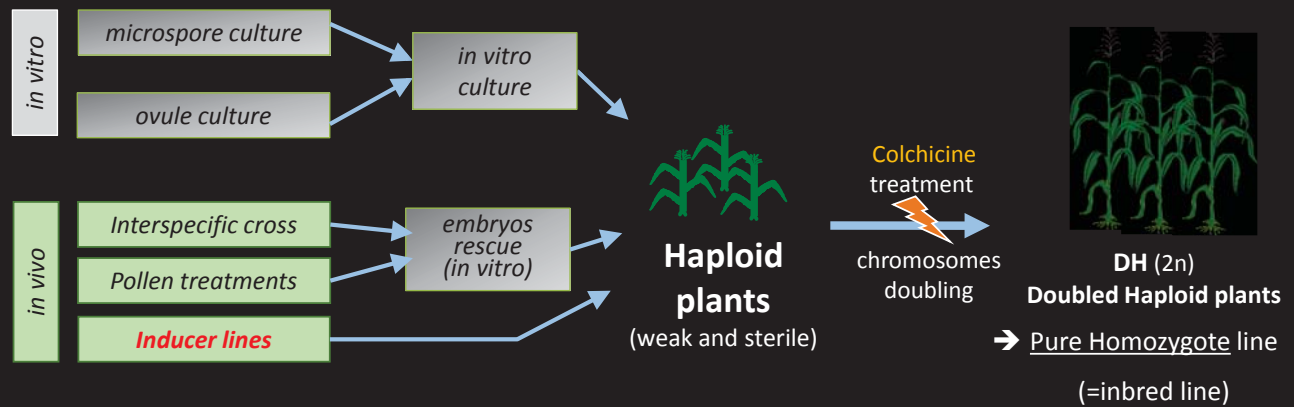 in vitro
microspore culture
ovule culture
in vitro
culture
in vivo
Interspecific cross
Pollen treatments
Inducer lines
embryos
rescue
(in vitro)
Haploid
plants
(weak and sterile)
Colchicine
treatment
chromosomes
doubling
DH (2n)
Doubled Haploid plants
➔ Pure Homozygote line
(=inbred line)